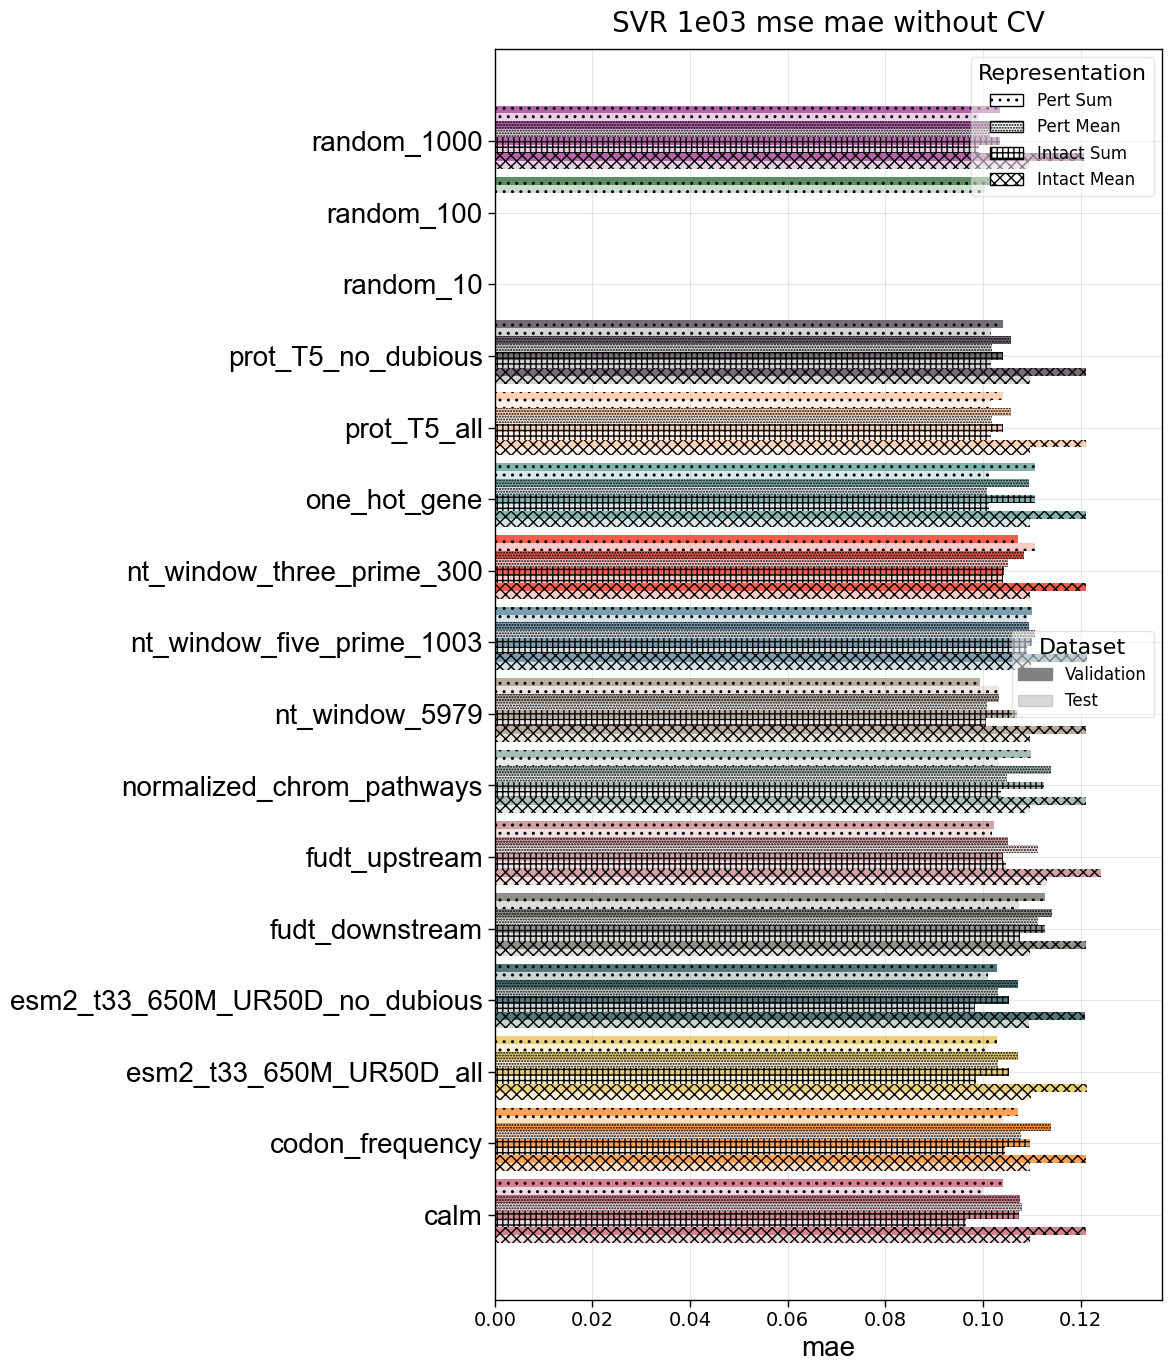 SVR 1e03 mse mae without CV
Representation
Pert Sum
Pert Mean
Intact Sum
Intact Mean
random_1000
random_100
random_10
prot_T5_no_dubious
prot_T5_all
one_hot_gene
nt_window_three_prime_300
nt_window_five_prime_1003
Dataset
Validation
Test
nt_window_5979
normalized_chrom_pathways
fudt_upstream
fudt_downstream
esm2_t33_650M_UR50D_no_dubious
esm2_t33_650M_UR50D_all
codon_frequency
calm
0.00 0.02 0.04 0.06 0.08 0.10 0.12
mae